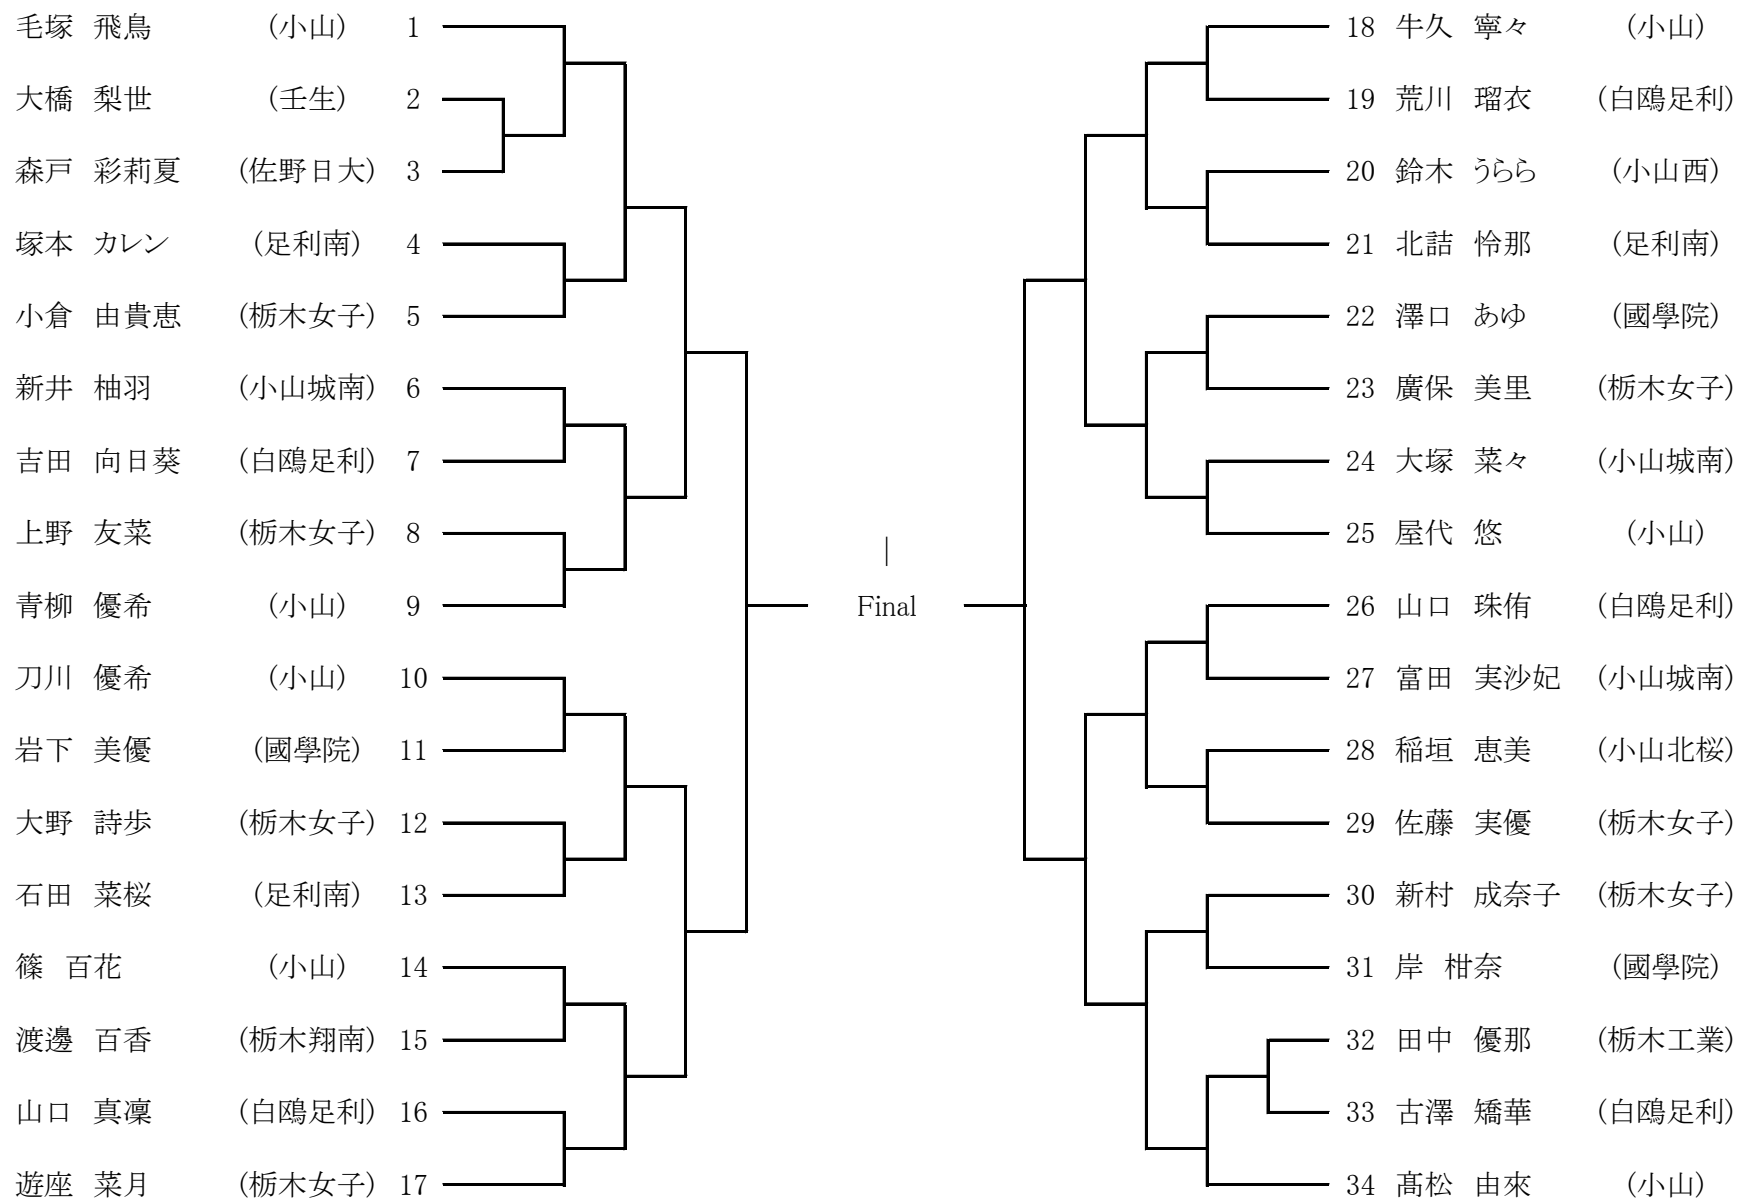 毛塚 飛鳥 (小山) 1
大橋 梨世 (壬生) 2
森戸 彩莉夏 (佐野日大) 3
塚本 カレン (足利南) 4
小倉 由貴恵 (栃木女子) 5
新井 柚羽 (小山城南) 6
吉田 向日葵 (白鴎足利) 7
上野 友菜 (栃木女子) 8
青柳 優希 (小山) 9
刀川 優希 (小山) 10
岩下 美優 (國學院) 11
大野 詩歩 (栃木女子) 12
石田 菜桜 (足利南) 13
篠 百花 (小山) 14
渡邊 百香 (栃木翔南) 15
山口 真凜 (白鴎足利) 16
遊座 菜月 (栃木女子) 17
|
Final
18 牛久 寧々 (小山)
19 荒川 瑠衣 (白鴎足利)
20 鈴木 うらら (小山西)
21 北詰 怜那 (足利南)
22 澤口 あゆ (國學院)
23 廣保 美里 (栃木女子)
24 大塚 菜々 (小山城南)
25 屋代 悠 (小山)
26 山口 珠侑 (白鴎足利)
27 富田 実沙妃 (小山城南)
28 稲垣 恵美 (小山北桜)
29 佐藤 実優 (栃木女子)
30 新村 成奈子 (栃木女子)
31 岸 柑奈 (國學院)
32 田中 優那 (栃木工業)
33 古澤 矯華 (白鴎足利)
34 髙松 由來 (小山)